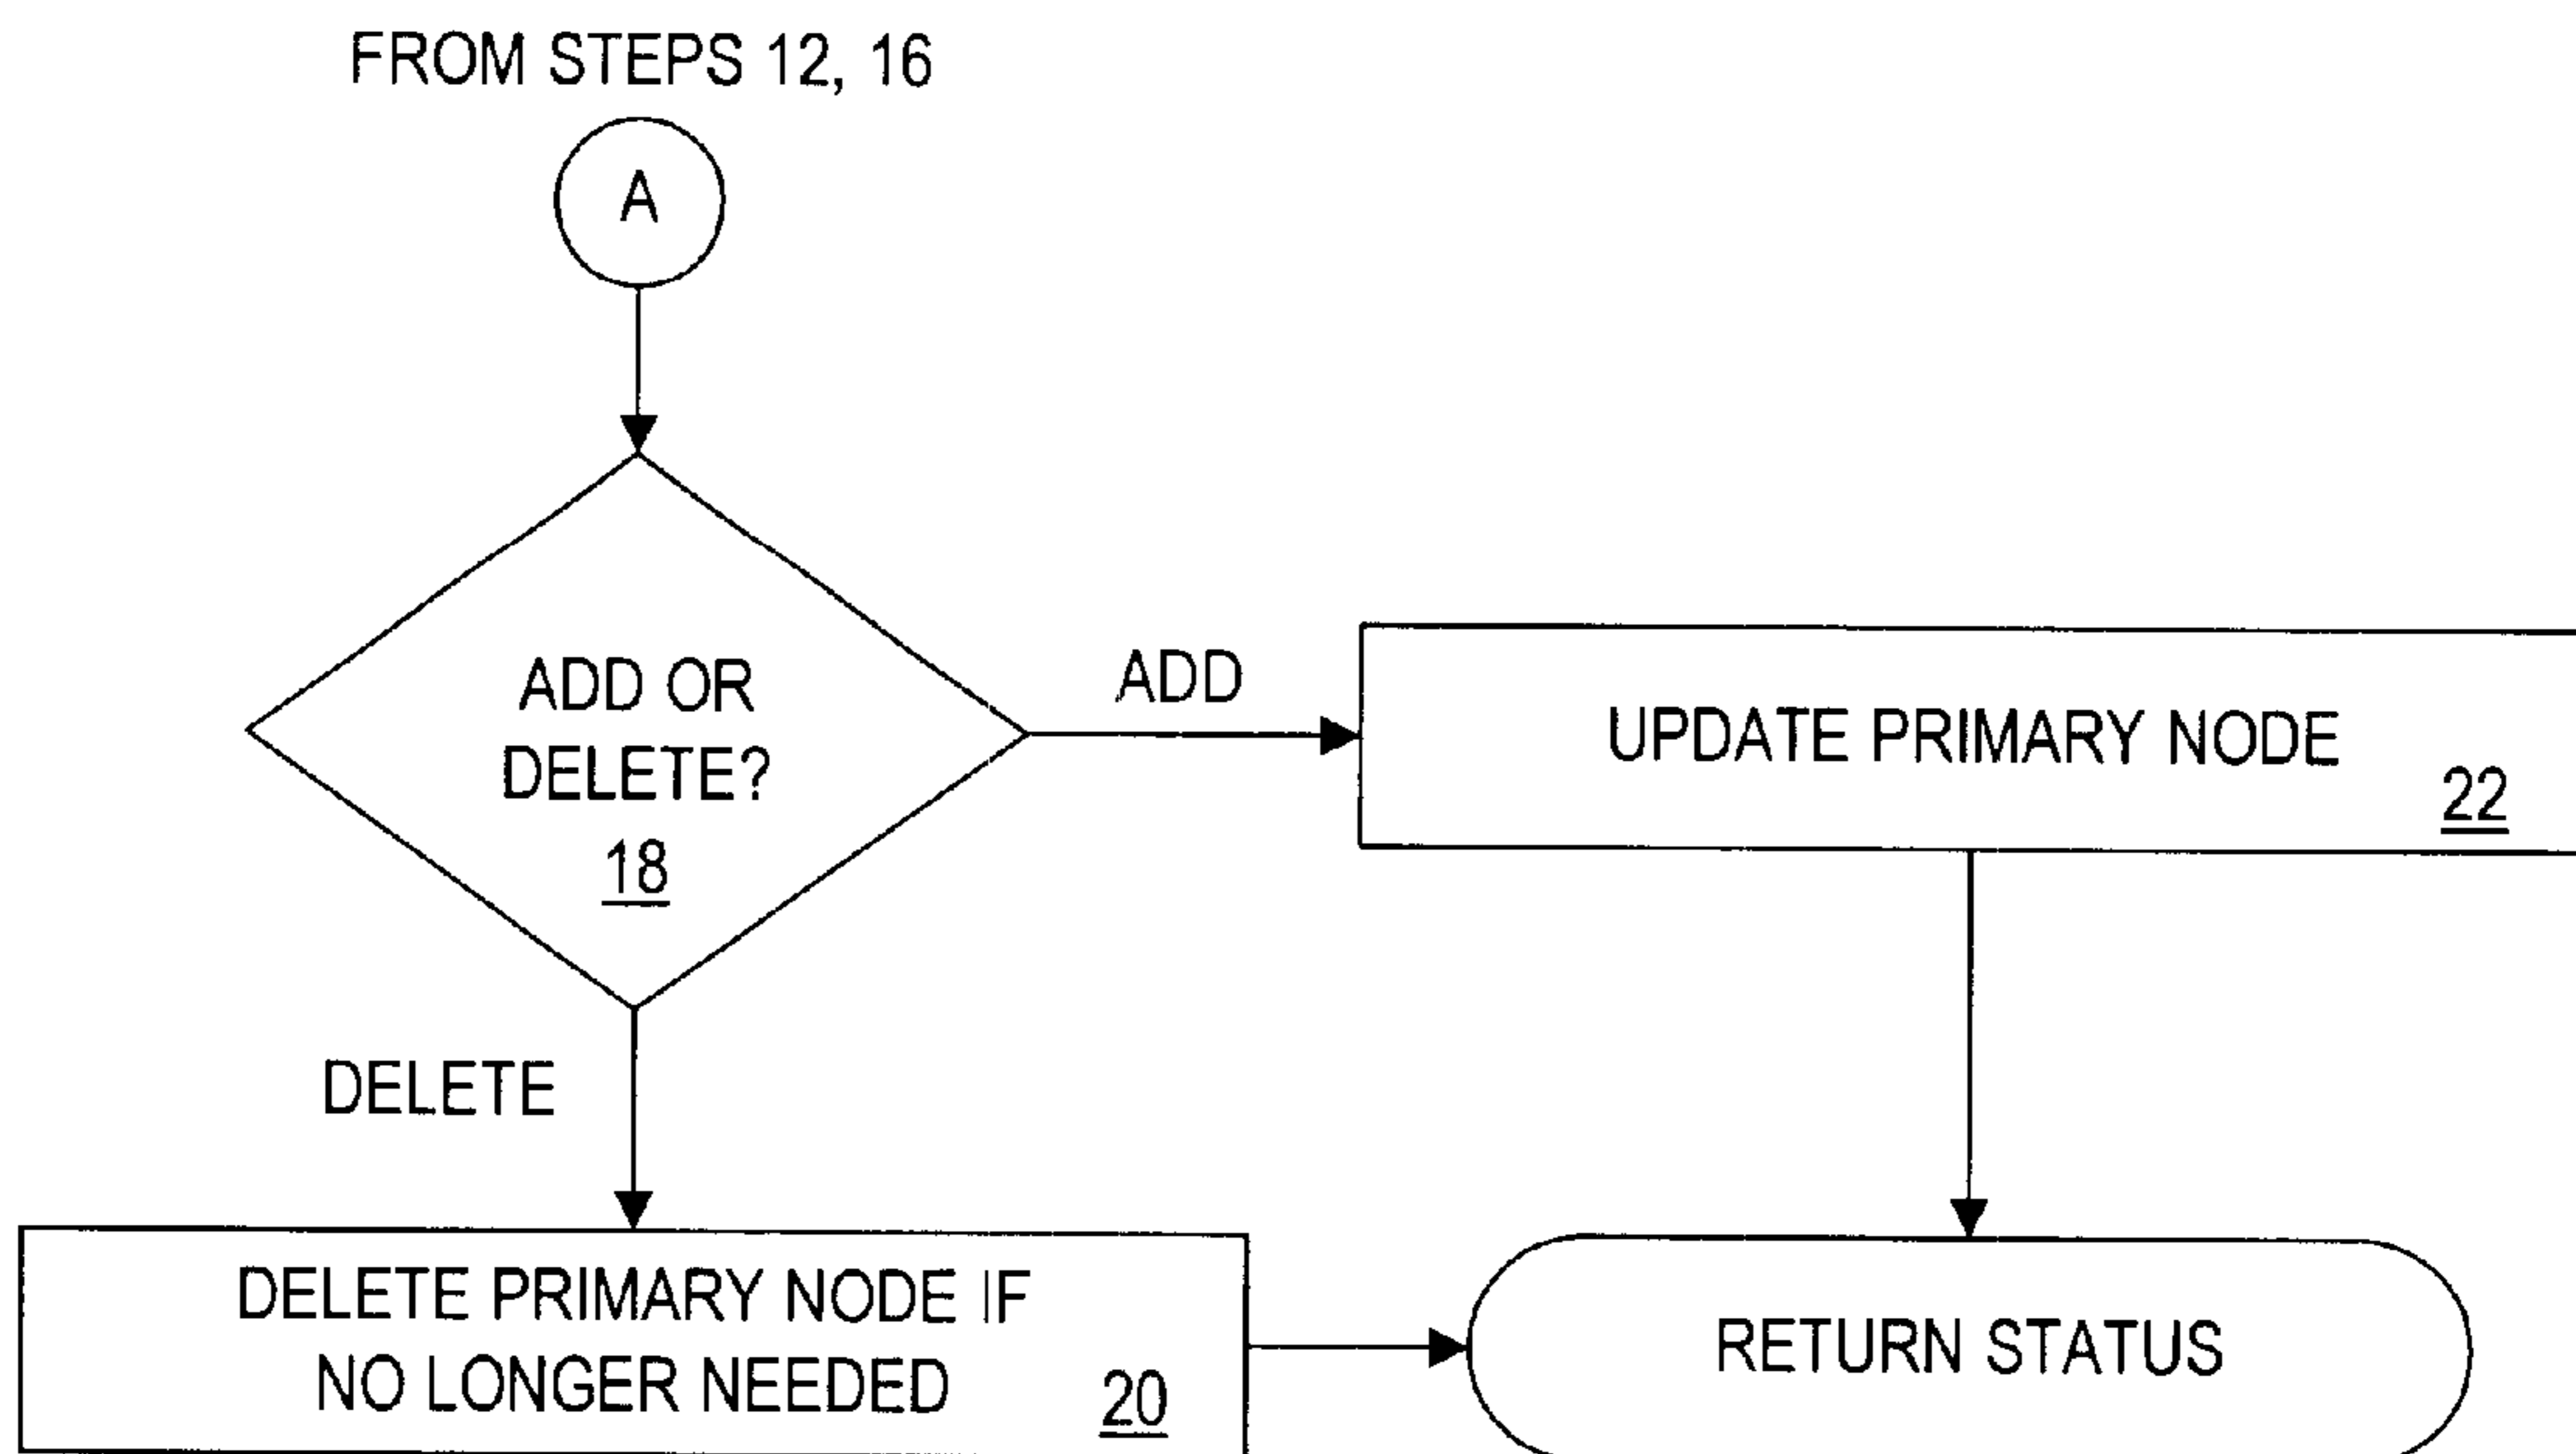 FROM STEPS 12, 16
A
ADD OR
DELETE?
18
ADD
UPDATE PRIMARY NODE
22
DELETE
DELETE PRIMARY NODE IF
NO LONGER NEEDED
20
RETURN STATUS